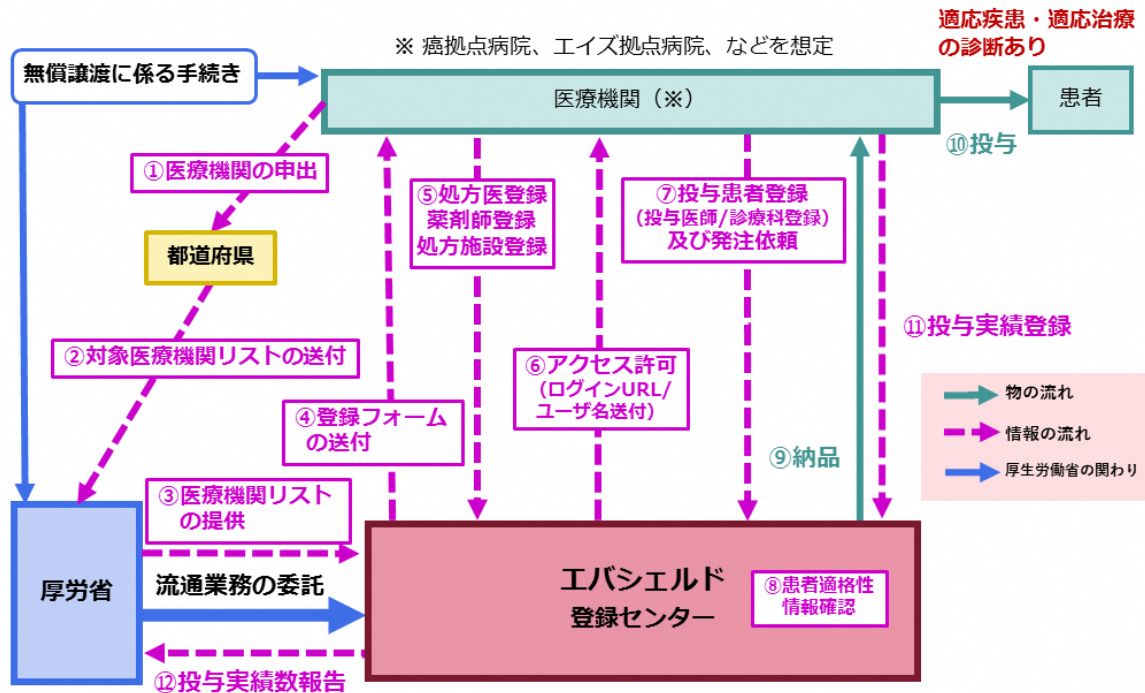 適応疾患・適応治療
の診断あり
※ 癌拠点病院、エイズ拠点病院、などを想定
無償譲渡に係る手続き
医療機関（※）
患者
⑩投与
①医療機関の申出
⑤処方医登録
薬剤師登録
処方施設登録
⑦投与患者登録
（投与医師/診療科登録）
及び発注依頼
都道府県
⑪投与実績登録
②対象医療機関リストの送付
⑥アクセス許可
（ログインURL/
ユーザ名送付）
④登録フォーム
の送付
物の流れ
情報の流れ
厚生労働省の関わり
⑨納品
③医療機関リスト
の提供
厚労省
流通業務の委託
エバシェルド
登録センター
⑧患者適格性
情報確認
⑫投与実績数報告